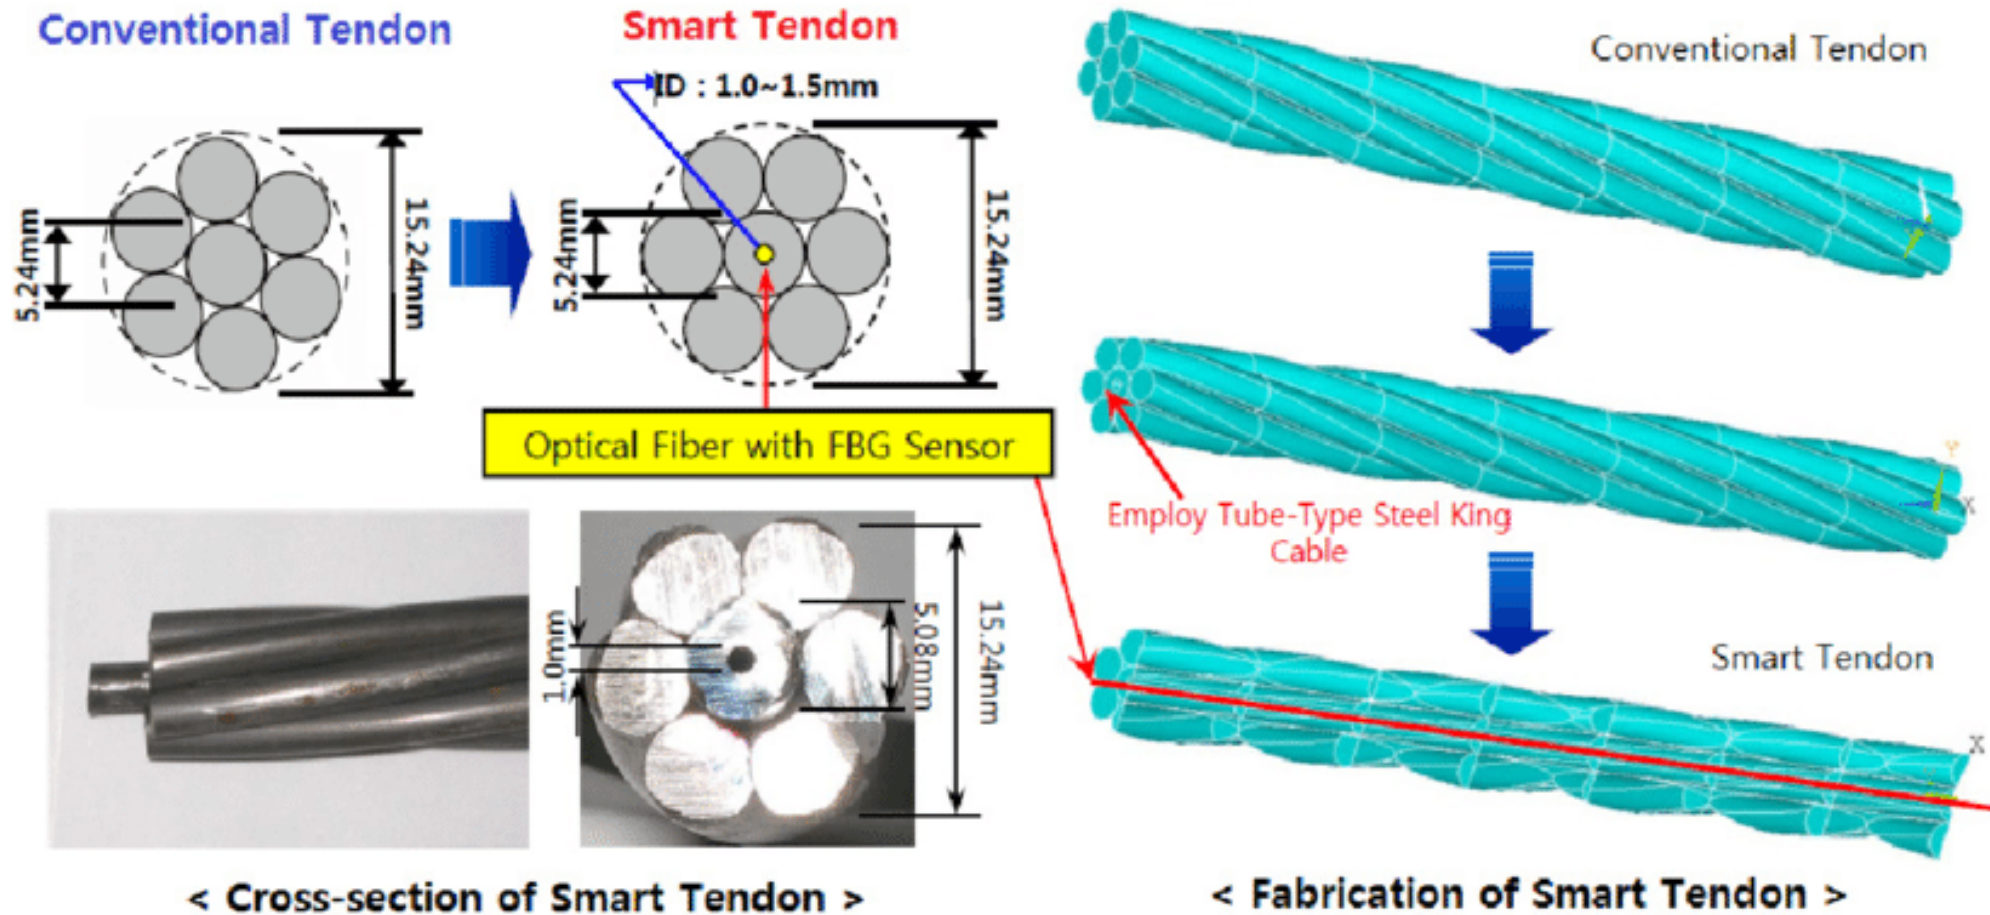 Conventional Tendon
Smart Tendon
ID : 1.0~1.5mm
5.24mm
15.24mm
5.24mm
15.24mm
Optical Fiber with FBG Sensor
1.0mm
5.08mm
15.24mm
< Cross-section of Smart Tendon >
Conventional Tendon
Y
X
Employ Tube-Type Steel King
Cable
Smart Tendon
X
< Fabrication of Smart Tendon >